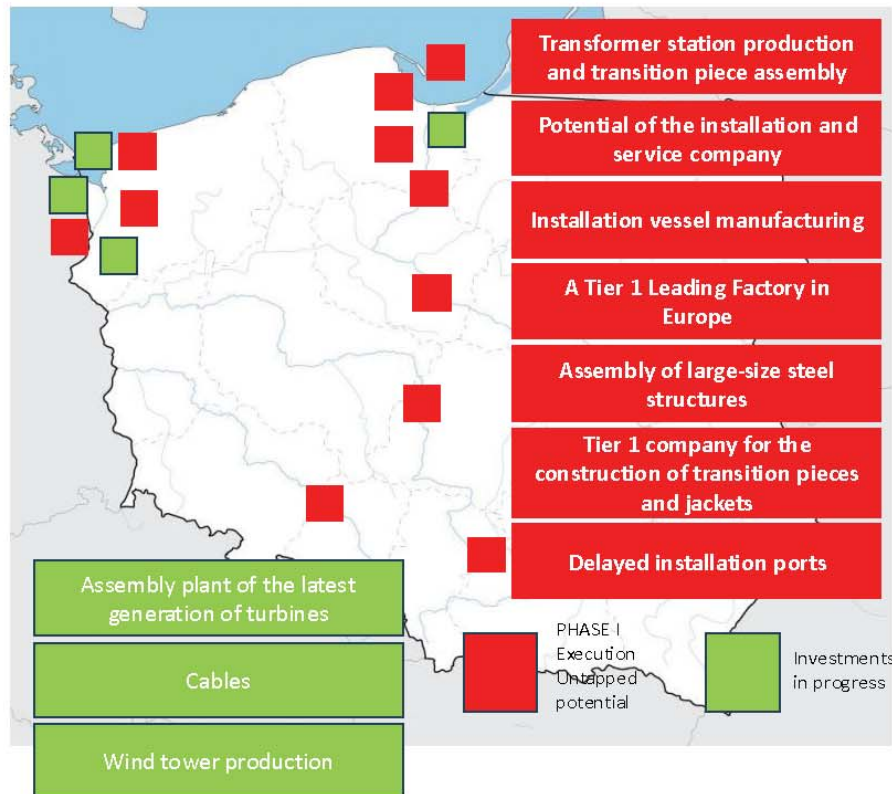 Transformer station production
and transition piece assembly
Potential of the installation and
service company
Installation vessel manufacturing
A Tier 1 Leading Factory in
Europe
Assembly of large-size steel
structures
Tier 1 company for the
construction of transition pieces
and jackets
Delayed installation ports
Assembly plant of the latest
generation of turbines
Cables
Wind tower production
PHASE I
Execution
Untapped
potential
Investments
in progress